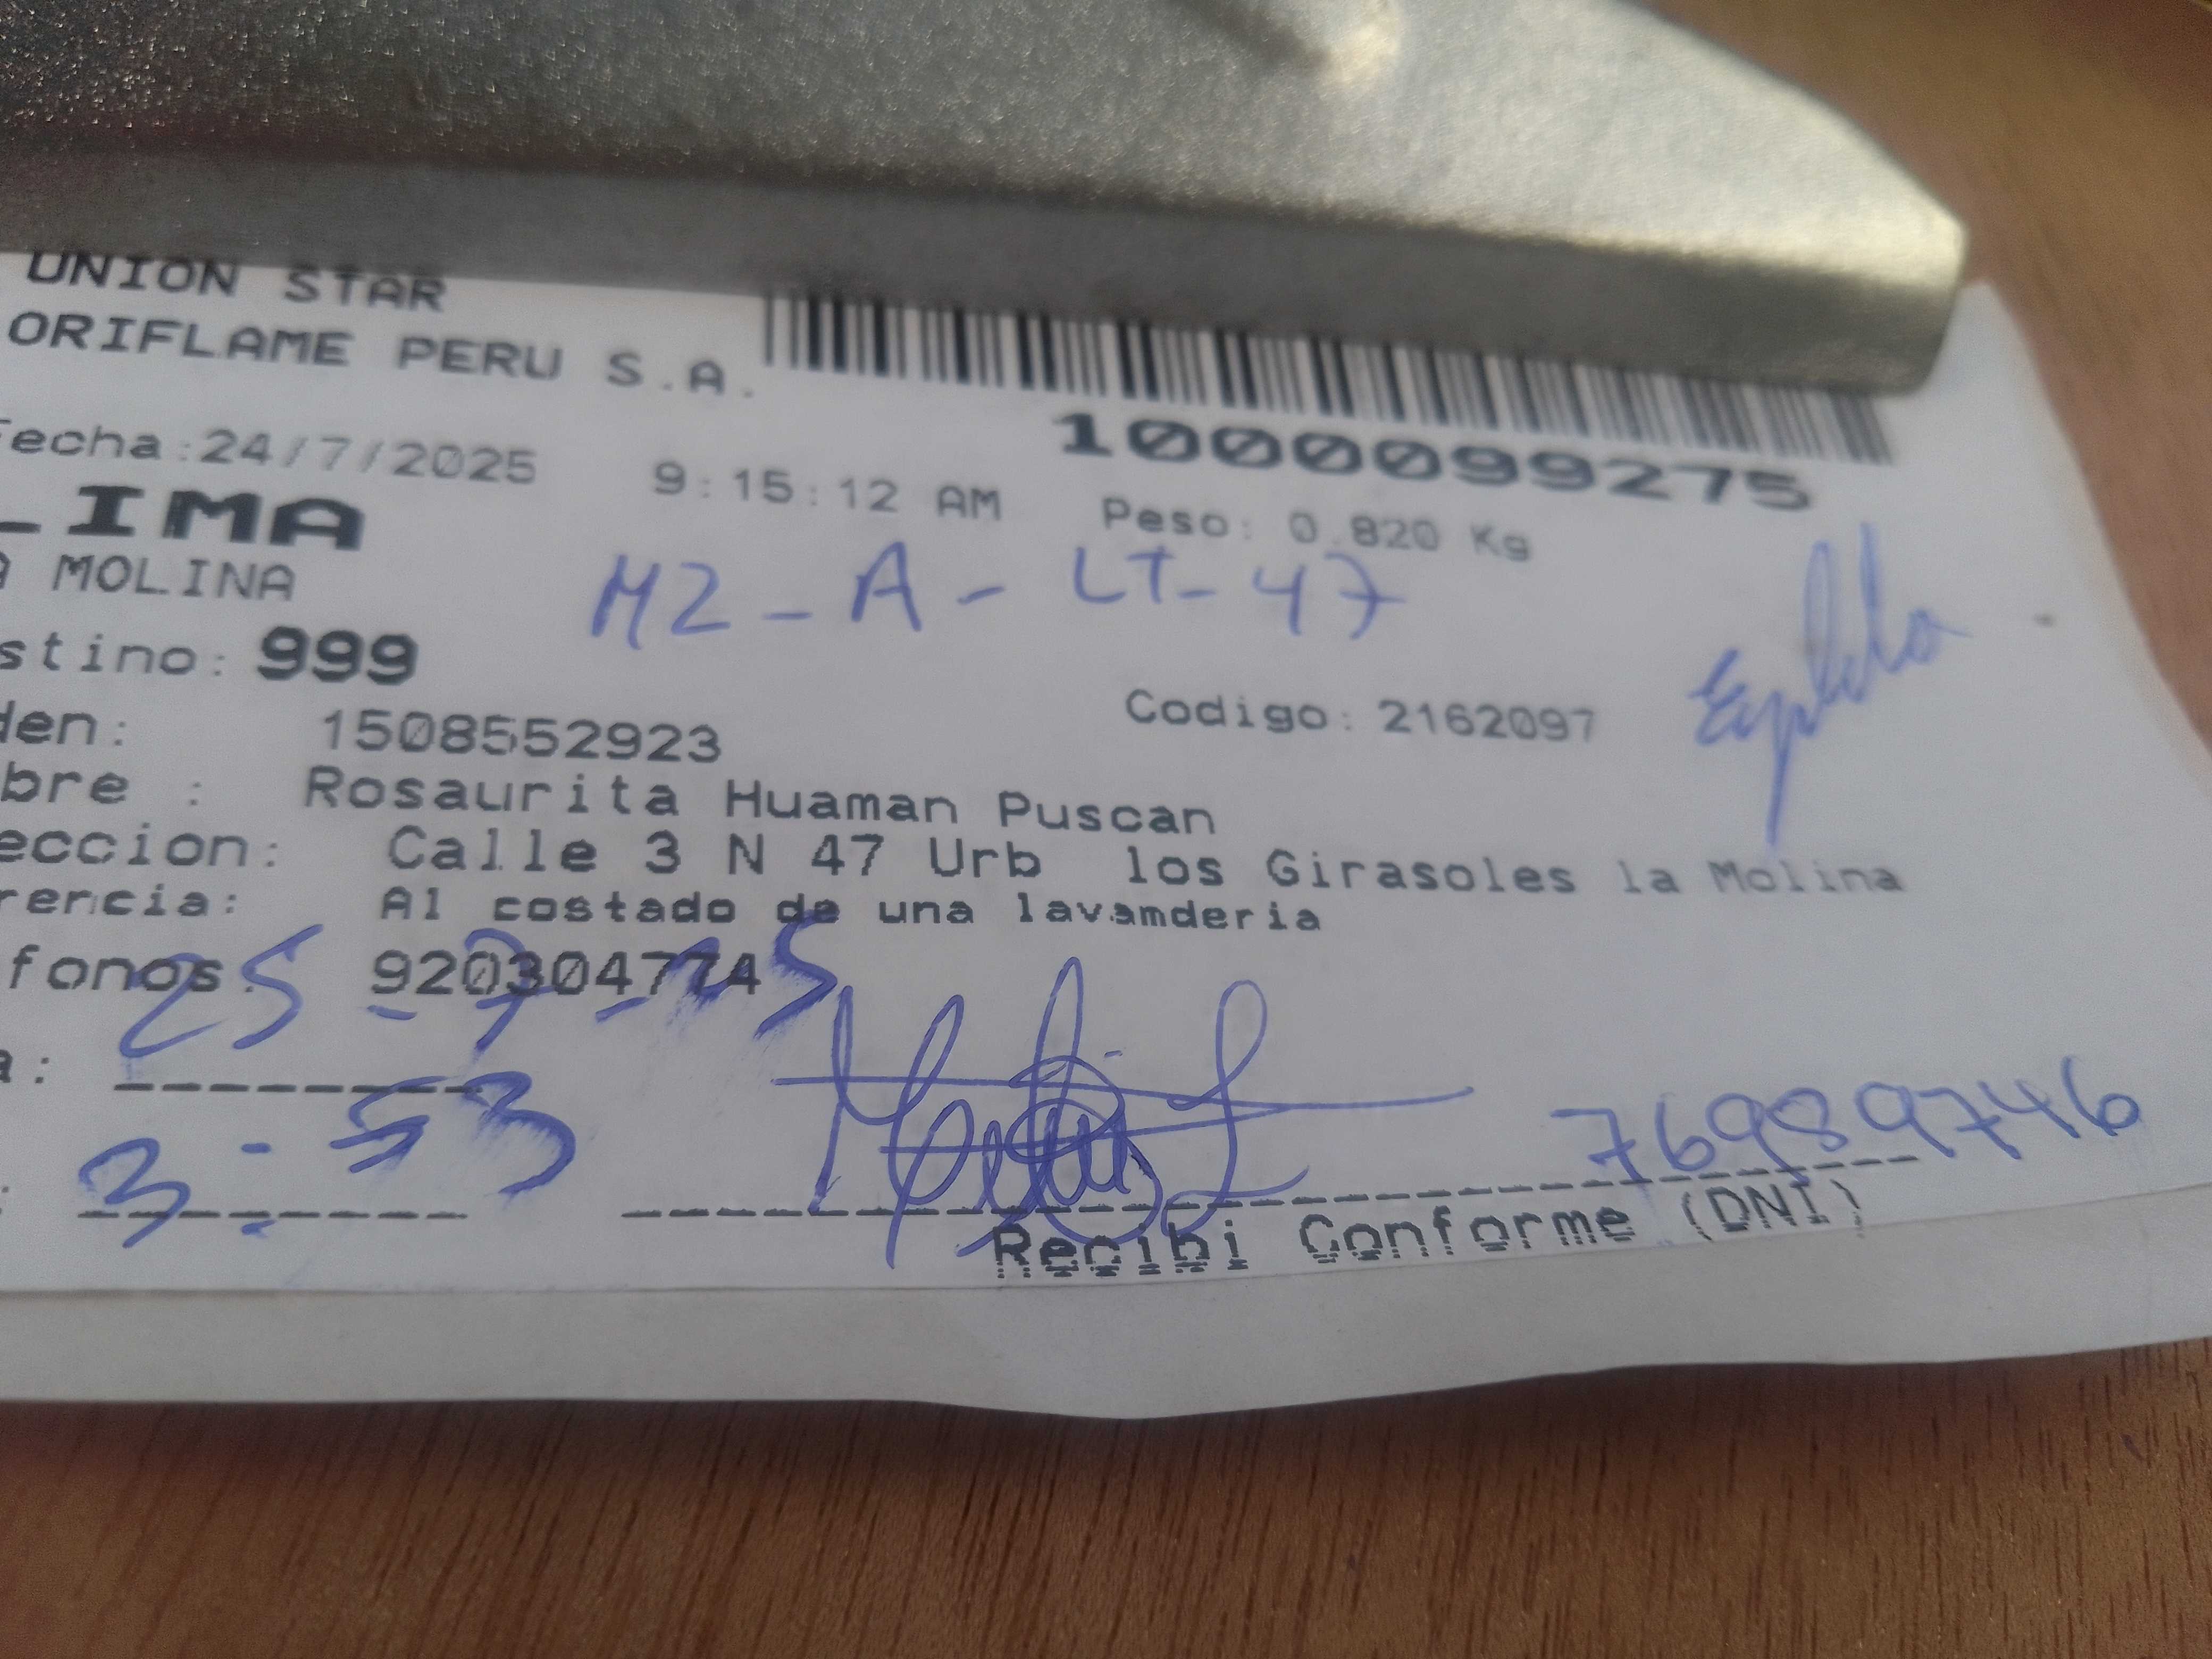 UNION STAR
ORIFLAME PERU S.A.
Fecha:24/7/2025 9:15:12 AM
1000099275
Peso: 0.820 Kg
LIMA
A MOLINA
MZ - A - LT - 47
stino: 999
den: 1508552923
Codigo: 2162097
bre : Rosaurita Huaman Puscan
eccion: Calle 3 N 47 Urb los Girasoles la Molina
rencia: Al costado de una lavamderia
fonos: 920304774
25 - 7 - 25
a:
3:53
76989746
Recibi Conforme (DNI)